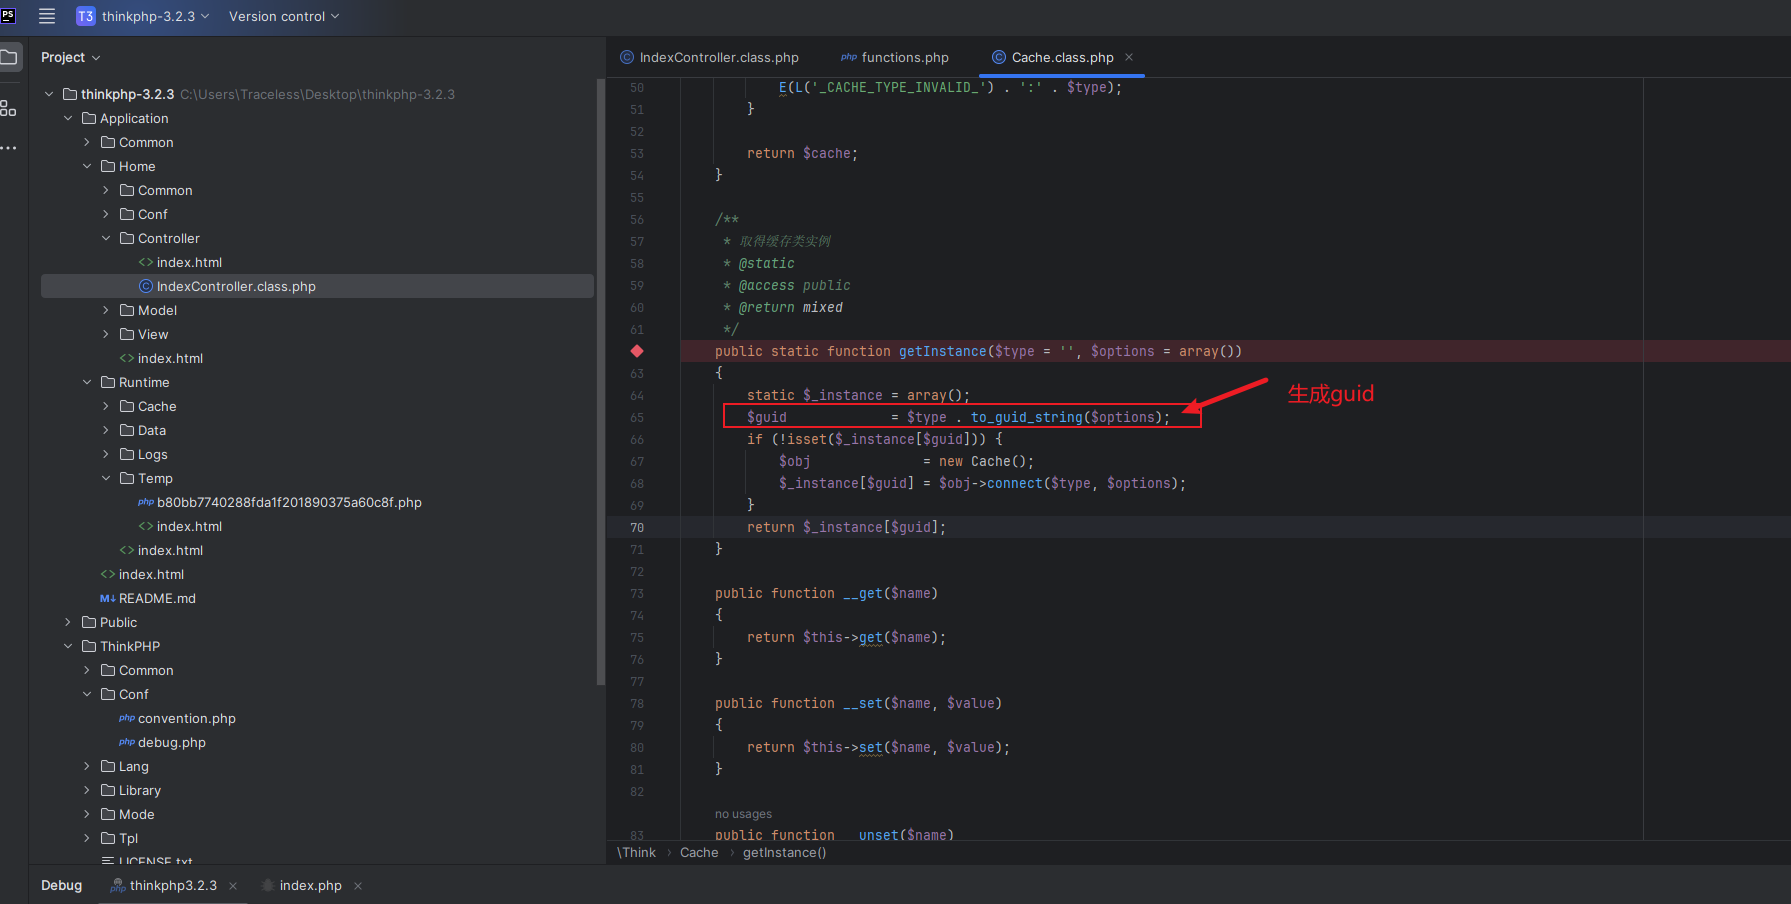 PS
T3 thinkphp-3.2.3 Version control
Project
thinkphp-3.2.3 C:\Users\Traceless\Desktop\thinkphp-3.2.3
Application
Common
Home
Common
Conf
Controller
<> index.html
C IndexController.class.php
Model
View
<> index.html
Runtime
Cache
Data
Logs
Temp
php b80bb7740288fda1f201890375a60c8f.php
<> index.html
<> index.html
<> index.html
M↓ README.md
Public
ThinkPHP
Common
Conf
php convention.php
php debug.php
Lang
Library
Mode
Tpl
LICENSE.txt
C IndexController.class.php php functions.php C Cache.class.php ×
50 E(L('_CACHE_TYPE_INVALID_') . ':' . $type);
51 }
52
53 return $cache;
54 }
55
56 /**
57 * 取得缓存类实例
58 * @static
59 * @access public
60 * @return mixed
61 */
public static function getInstance($type = '', $options = array())
63 {
64 static $_instance = array();
65 $guid = $type . to_guid_string($options);
生成guid
66 if (!isset($_instance[$guid])) {
67 $obj = new Cache();
68 $_instance[$guid] = $obj->connect($type, $options);
69 }
70 return $_instance[$guid];
71 }
72
73 public function __get($name)
74 {
75 return $this->get($name);
76 }
77
78 public function __set($name, $value)
79 {
80 return $this->set($name, $value);
81 }
82
no usages
83 public function __unset($name)
\Think › Cache › getInstance()
Debug php thinkphp3.2.3 × index.php ×